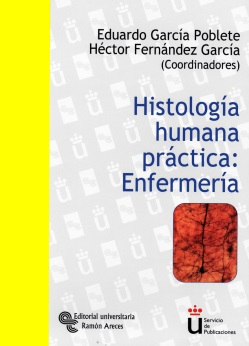 Eduardo García Poblete
Héctor Fernández García
(Coordinadores)
Histología
humana
práctica:
Enfermería
Editorial universitaria
Ramón Areces
u
Servicio
de
Publicaciones